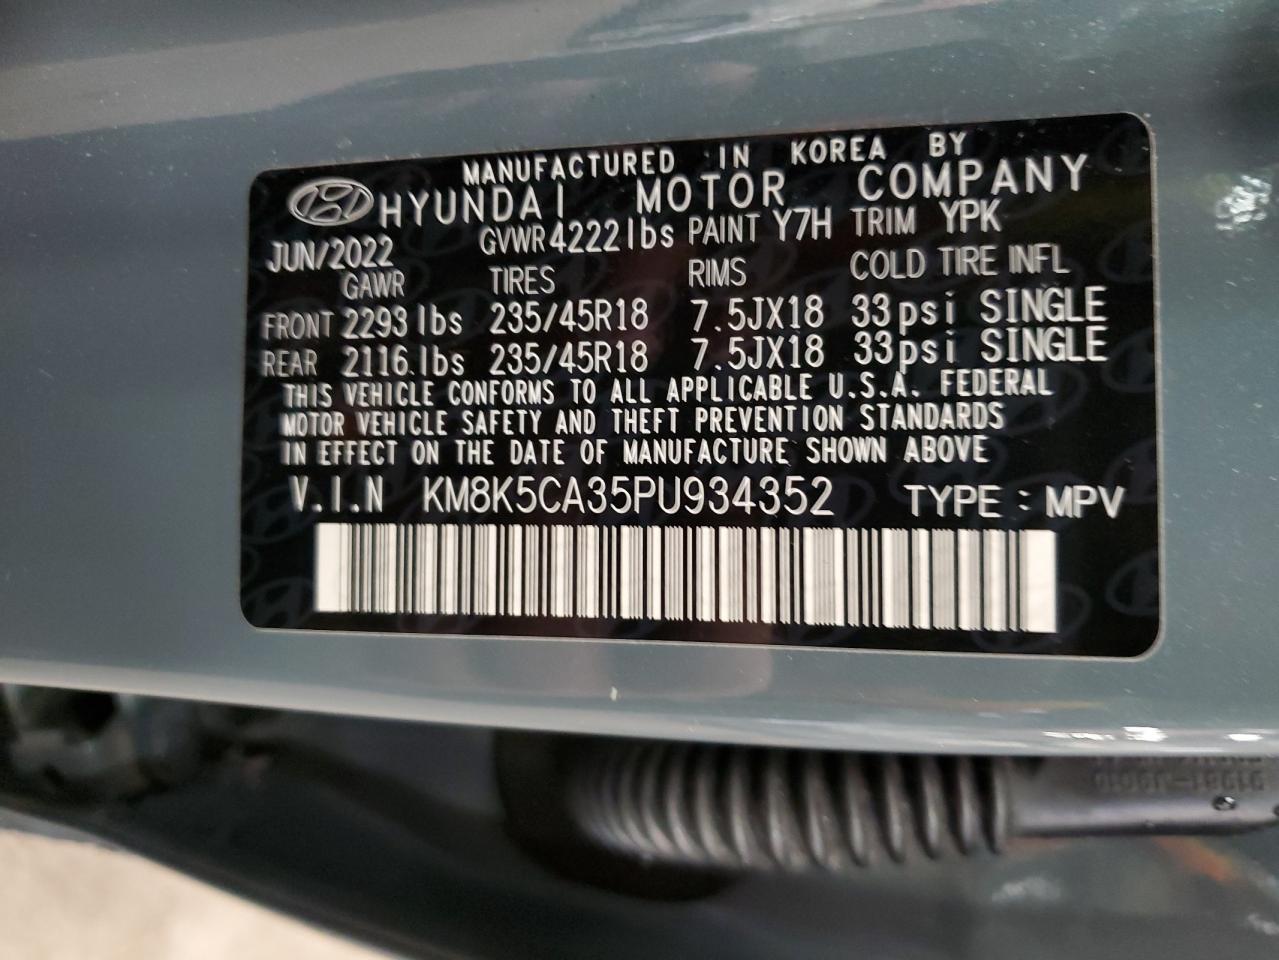 MANUFACTURED IN KOREA BY
HYUNDAI MOTOR COMPANY
JUN/2022 GVWR 4222 lbs PAINT Y7H TRIM YPK
GAWR TIRES RIMS COLD TIRE INFL
FRONT 2293 lbs 235/45R18 7.5JX18 33psi SINGLE
REAR 2116 lbs 235/45R18 7.5JX18 33psi SINGLE
THIS VEHICLE CONFORMS TO ALL APPLICABLE U.S.A. FEDERAL
MOTOR VEHICLE SAFETY AND THEFT PREVENTION STANDARDS
IN EFFECT ON THE DATE OF MANUFACTURE SHOWN ABOVE
V.I.N KM8K5CA35PU934352 TYPE : MPV